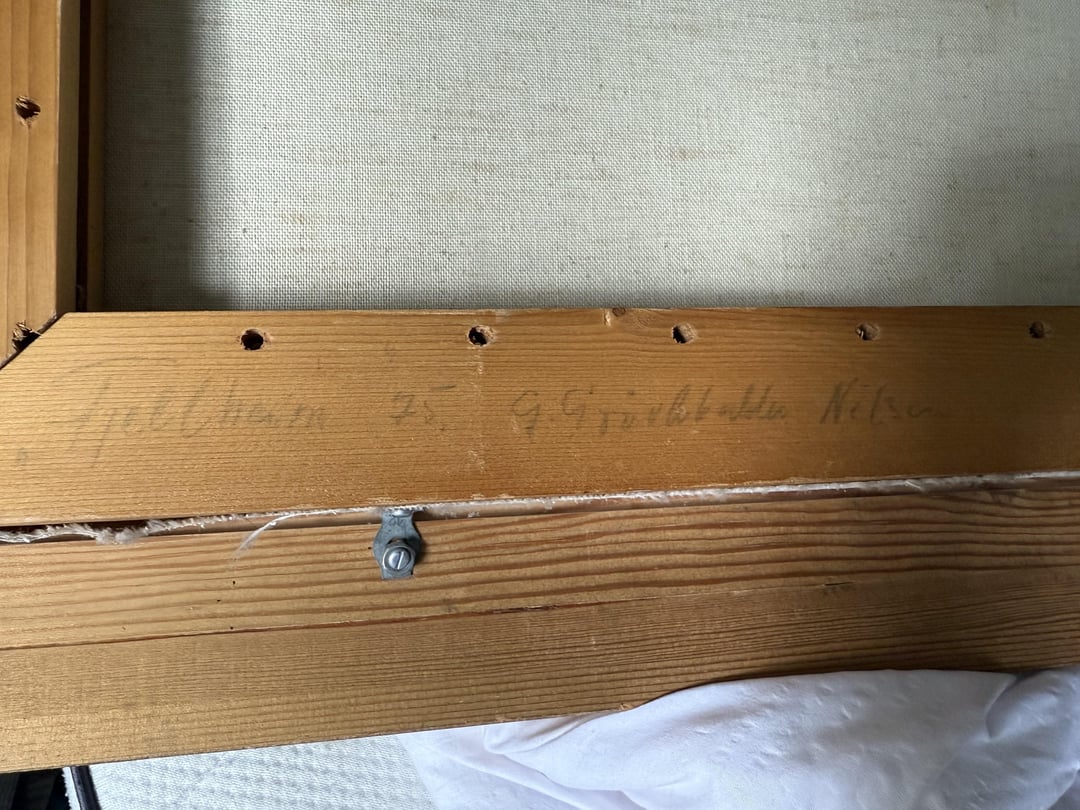 "Fjellheim" 75. G. Nilsen